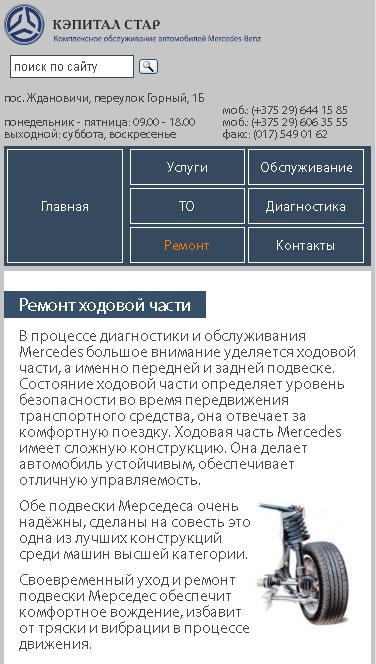 КЭПИТАЛ СТАР
Комплексное обслуживание автомобилей Mercedes-Benz
поиск по сайту
пос. Ждановичи, переулок Горный, 1Б
понедельник - пятница: 09.00 - 18.00
выходной: суббота, воскресенье
моб.: (+375 29) 644 15 85
моб.: (+375 29) 606 35 55
факс: (017) 549 01 62
Главная
Услуги
Обслуживание
ТО
Диагностика
Ремонт
Контакты
Ремонт ходовой части
В процессе диагностики и обслуживания
Mercedes большое внимание уделяется ходовой
части, а именно передней и задней подвеске.
Состояние ходовой части определяет уровень
безопасности во время передвижения
транспортного средства, она отвечает за
комфортную поездку. Ходовая часть Mercedes
имеет сложную конструкцию. Она делает
автомобиль устойчивым, обеспечивает
отличную управляемость.
Обе подвески Мерседеса очень
надёжны, сделаны на совесть это
одна из лучших конструкций
среди машин высшей категории.
Своевременный уход и ремонт
подвески Мерседес обеспечит
комфортное вождение, избавит
от тряски и вибрации в процессе
движения.